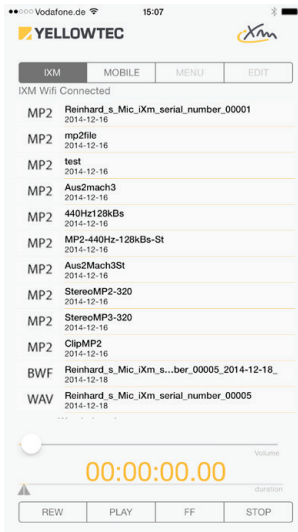 Vodafone.de 15:07
YELLOWTEC iXm
IXM MOBILE MENU EDIT
IXM Wifi Connected
MP2 Reinhard_s_Mic_iXm_serial_number_00001
2014-12-16
MP2 mp2file
2014-12-16
MP2 test
2014-12-16
MP2 Aus2mach3
2014-12-16
MP2 440Hz128kBs
2014-12-16
MP2 MP2-440Hz-128kBs-St
2014-12-16
MP2 Aus2Mach3St
2014-12-16
MP2 StereoMP2-320
2014-12-16
MP2 StereoMP3-320
2014-12-16
MP2 ClipMP2
2014-12-16
BWF Reinhard_s_Mic_iXm_s...ber_00005_2014-12-18_
2014-12-18
WAV Reinhard_s_Mic_iXm_serial_number_00005
2014-12-18
Volume
00:00:00.00
duration
REW PLAY FF STOP